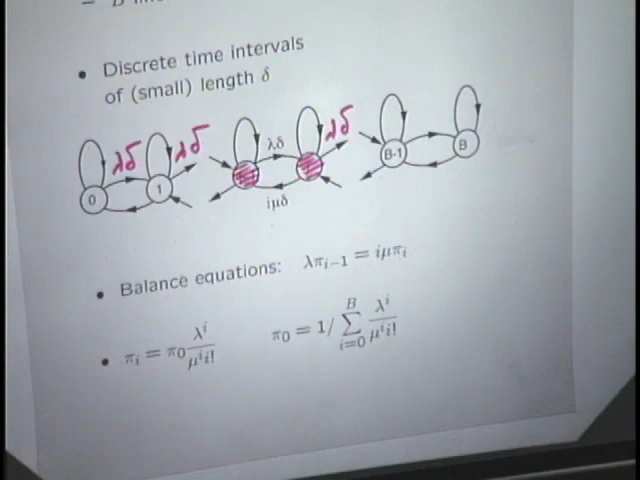 • Discrete time intervals
of (small) length δ
λδ λδ λδ λδ
0 1 B-1 B
iμδ
• Balance equations: λπ_{i−1} = iμπ_i
• π_i = π_0 λ^i/(μ^i i!) π_0 = 1/ ∑_{i=0}^{B} λ^i/(μ^i i!)